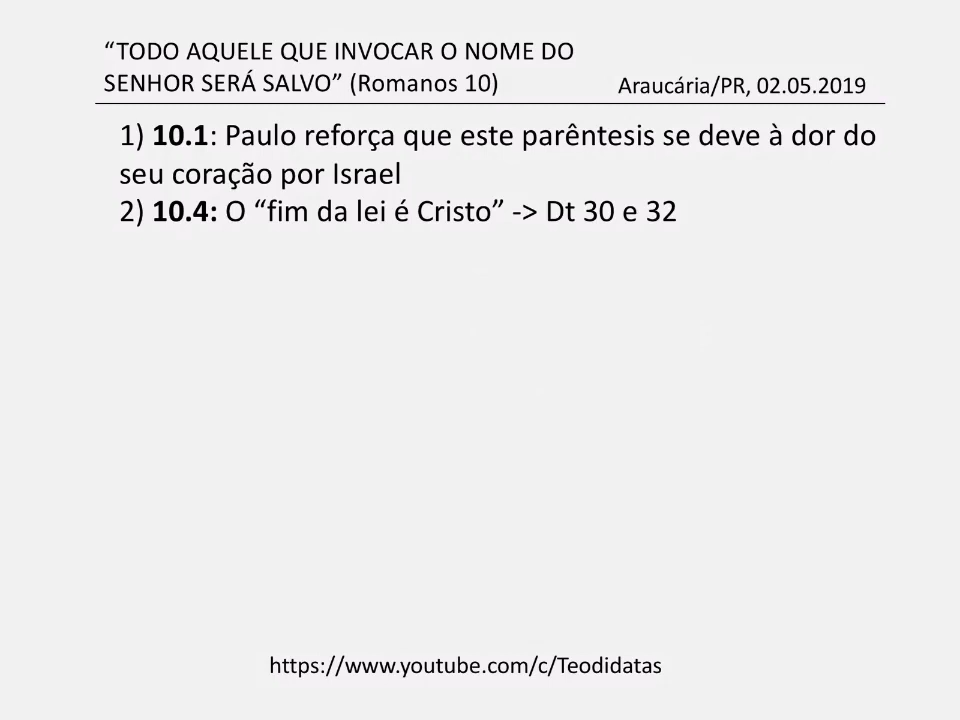 “TODO AQUELE QUE INVOCAR O NOME DO
SENHOR SERÁ SALVO” (Romanos 10)
Araucária/PR, 02.05.2019
1) 10.1: Paulo reforça que este parêntesis se deve à dor do
seu coração por Israel
2) 10.4: O “fim da lei é Cristo” -> Dt 30 e 32
https://www.youtube.com/c/Teodidatas